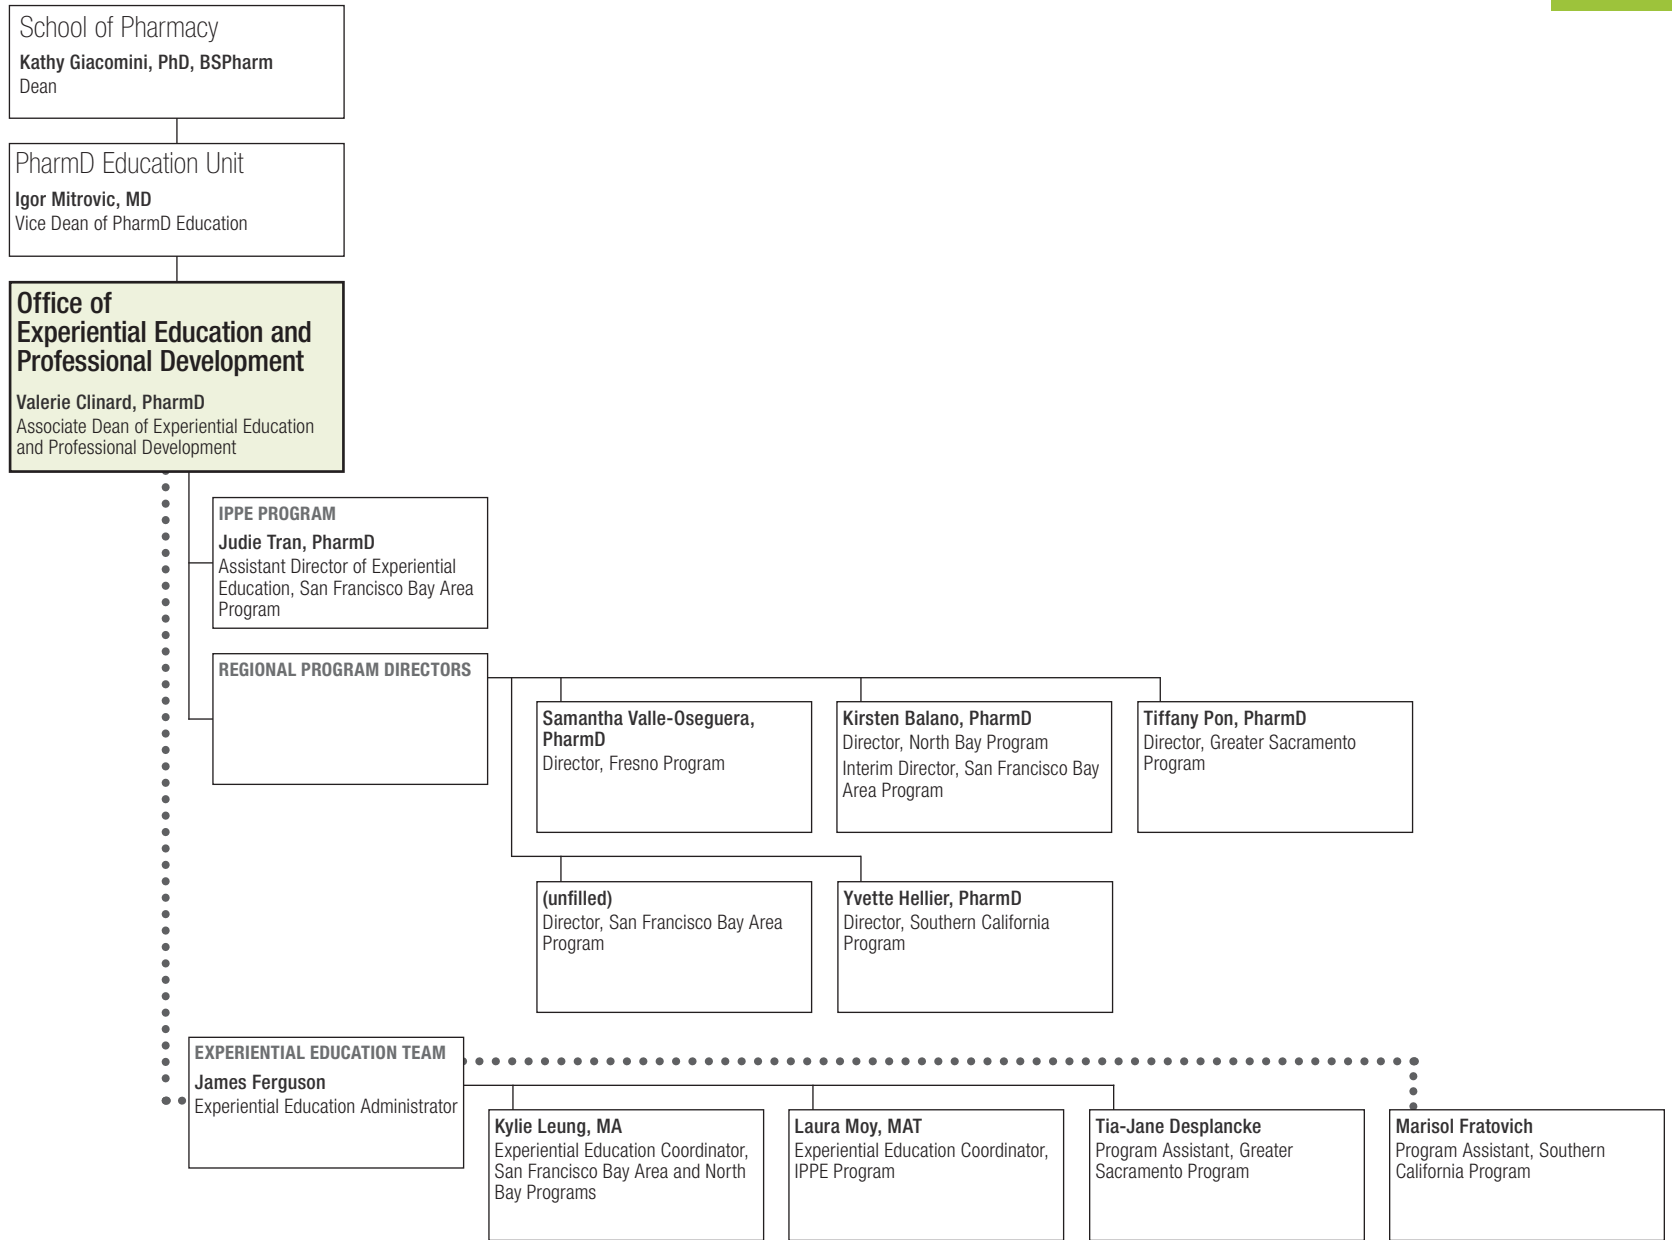 School of Pharmacy
Kathy Giacomini, PhD, BSPharm
Dean
PharmD Education Unit
Igor Mitrovic, MD
Vice Dean of PharmD Education
Office of
Experiential Education and
Professional Development
Valerie Clinard, PharmD
Associate Dean of Experiential Education
and Professional Development
IPPE PROGRAM
Judie Tran, PharmD
Assistant Director of Experiential
Education, San Francisco Bay Area
Program
REGIONAL PROGRAM DIRECTORS
Samantha Valle-Oseguera,
PharmD
Director, Fresno Program
Kirsten Balano, PharmD
Director, North Bay Program
Interim Director, San Francisco Bay
Area Program
Tiffany Pon, PharmD
Director, Greater Sacramento
Program
(unfilled)
Director, San Francisco Bay Area
Program
Yvette Hellier, PharmD
Director, Southern California
Program
EXPERIENTIAL EDUCATION TEAM
James Ferguson
Experiential Education Administrator
Kylie Leung, MA
Experiential Education Coordinator,
San Francisco Bay Area and North
Bay Programs
Laura Moy, MAT
Experiential Education Coordinator,
IPPE Program
Tia-Jane Desplancke
Program Assistant, Greater
Sacramento Program
Marisol Fratovich
Program Assistant, Southern
California Program